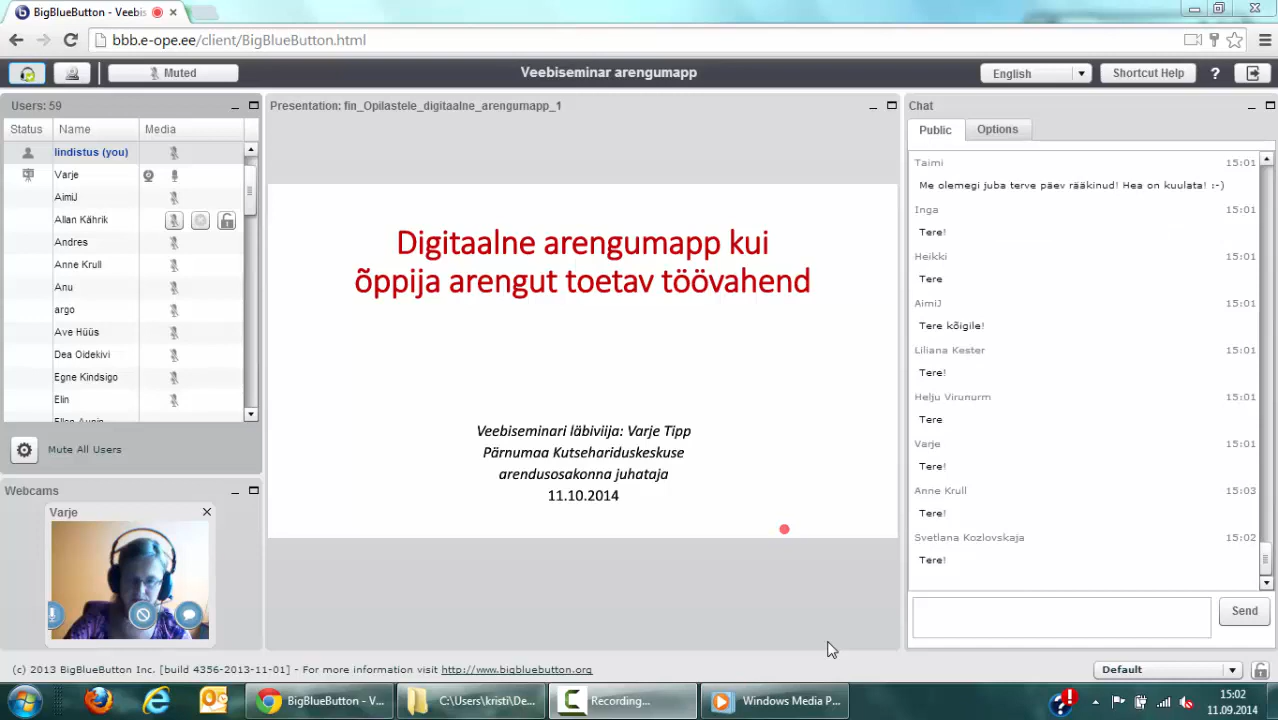 BigBlueButton - Veebis
bbb.e-ope.ee/client/BigBlueButton.html
Muted
Veebiseminar arengumapp
English
Shortcut Help
?
Users: 59
Status Name Media
lindistus (you)
Varje
AimiJ
Allan Kährik
Andres
Anne Krull
Anu
argo
Ave Hüüs
Dea Oidekivi
Egne Kindsigo
Elin
Mute All Users
Webcams
Varje
Presentation: fin_Opilastele_digitaalne_arengumapp_1
Digitaalne arengumapp kui
õppija arengut toetav töövahend
Veebiseminari läbiviija: Varje Tipp
Pärnumaa Kutsehariduskeskuse
arendusosakonna juhataja
11.10.2014
Chat
Public Options
Taimi 15:01
Me olemegi juba terve päev rääkinud! Hea on kuulata! :-)
Inga 15:01
Tere!
Heikki 15:01
Tere
AimiJ 15:01
Tere kõigile!
Liliana Kester 15:01
Tere!
Helju Virunurm 15:01
Tere
Varje 15:01
Tere!
Anne Krull 15:03
Tere!
Svetlana Kozlovskaja 15:02
Tere!
Send
(c) 2013 BigBlueButton Inc. [build 4356-2013-11-01] - For more information visit http://www.bigbluebutton.org
Default
BigBlueButton - V...
C:\Users\kristi\De...
Recording...
Windows Media P...
15:02
11.09.2014